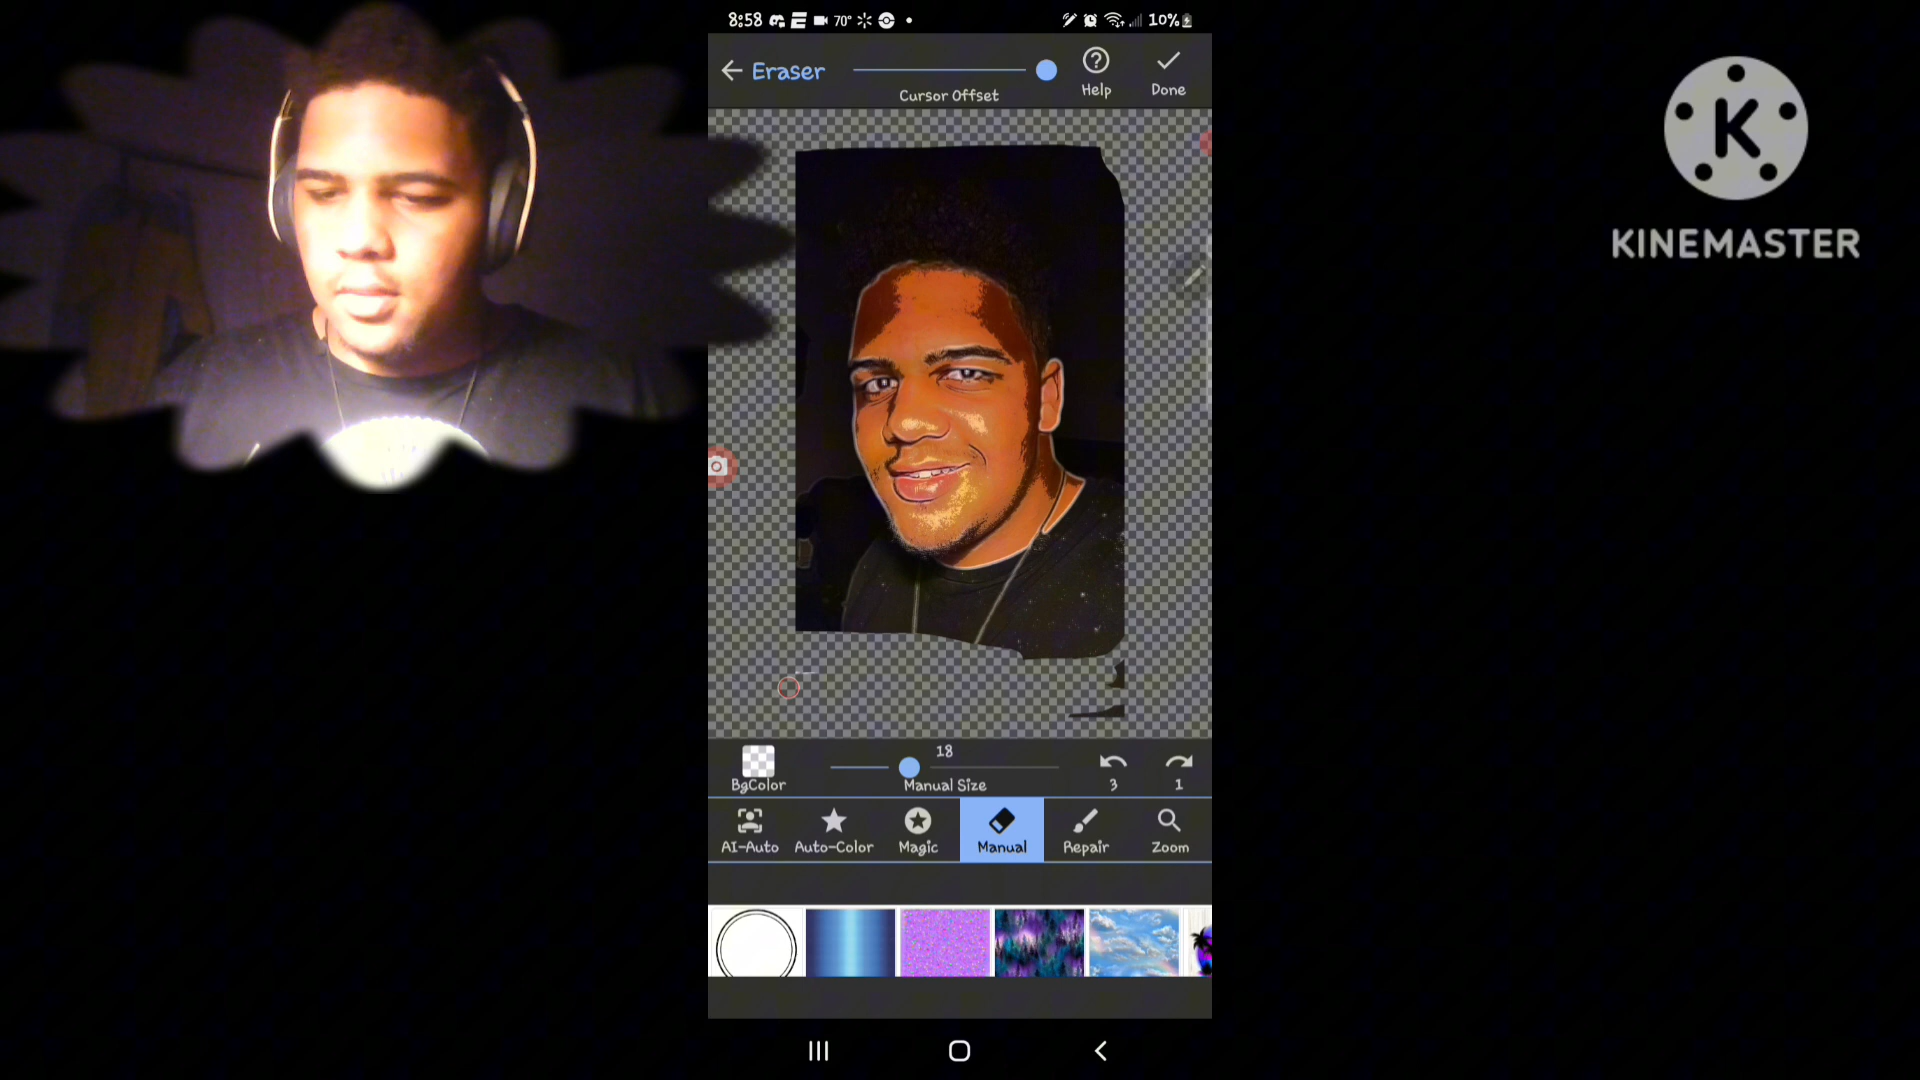 8:58 70° 10%
Eraser
Cursor Offset
Help
Done
K
KINEMASTER
18
BgColor
Manual Size
3
1
AI-Auto
Auto-Color
Magic
Manual
Repair
Zoom